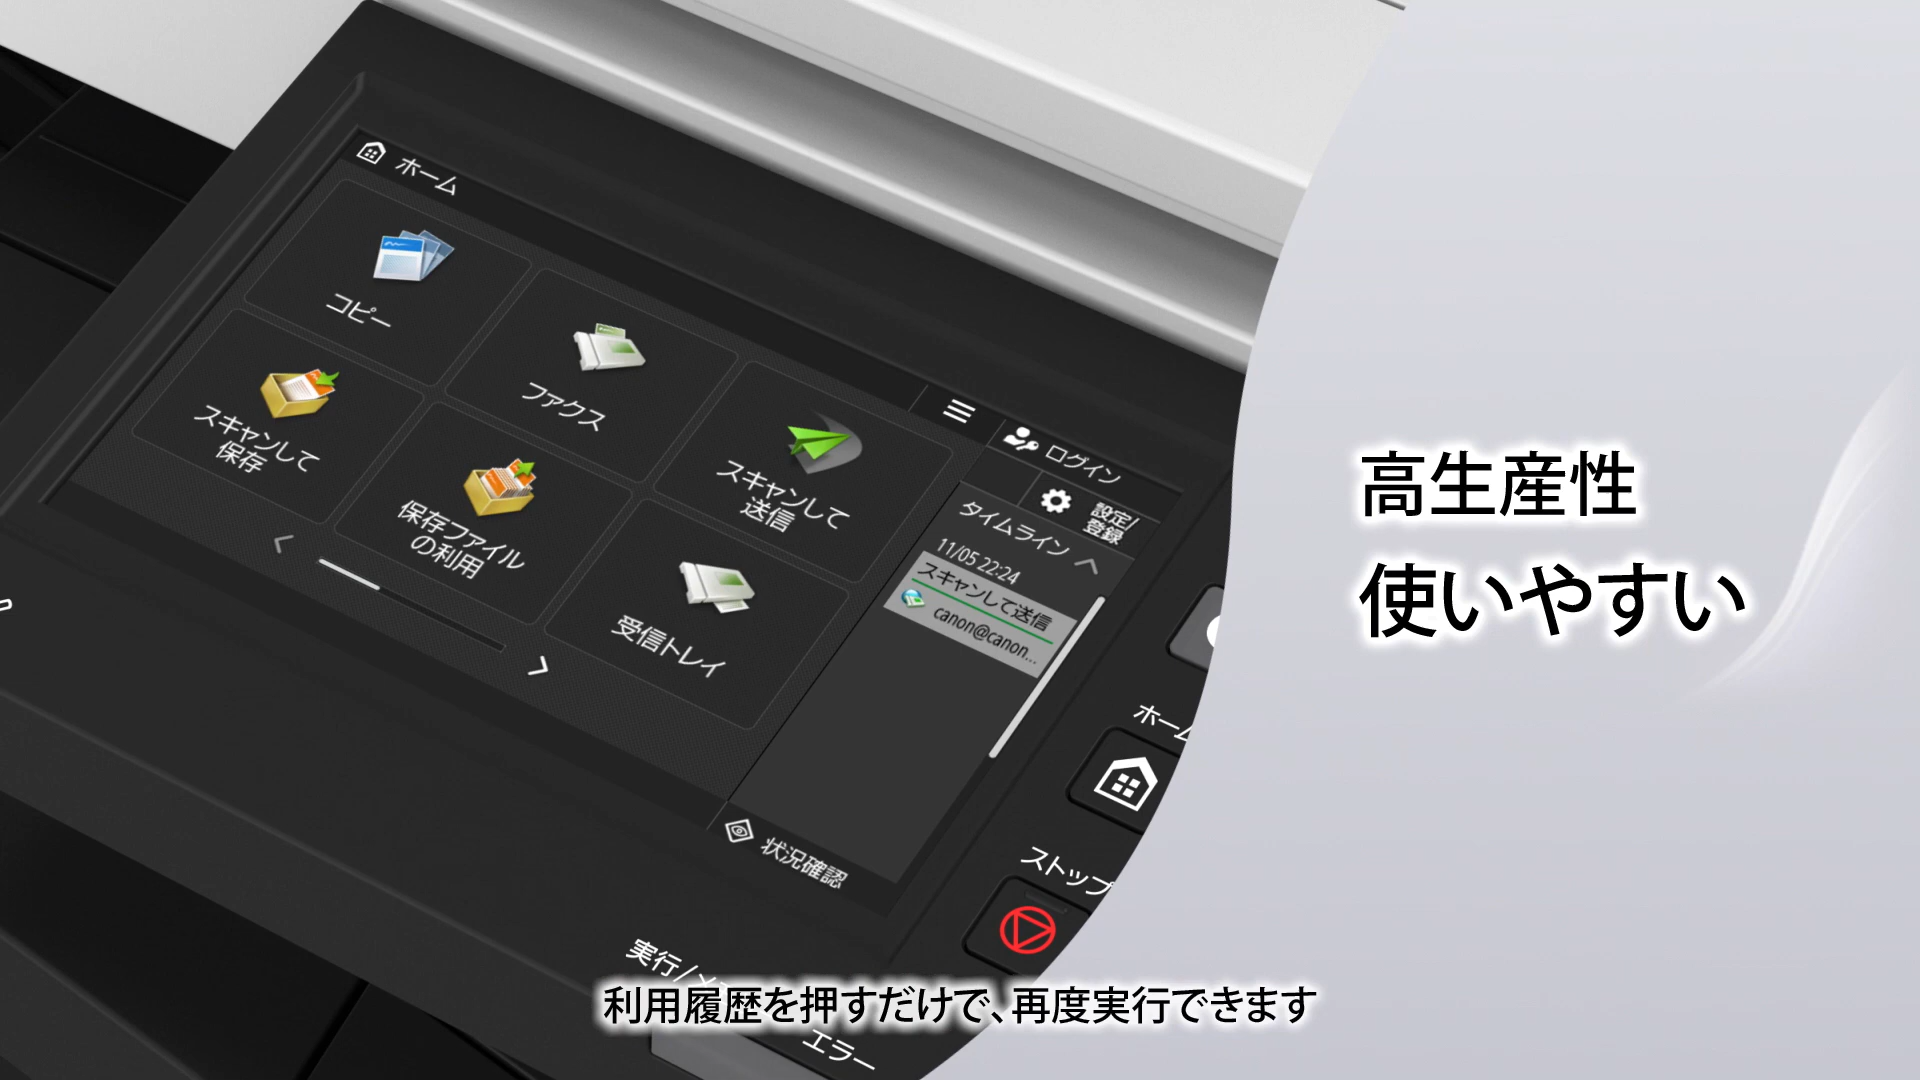 ホーム
コピー
ファクス
スキャンして
送信
スキャンして
保存
保存ファイル
の利用
受信トレイ
ログイン
設定/
登録
タイムライン
11/05 22:24
スキャンして送信
canon@canon...
状況確認
ホーム
ストップ
実行/メ
エラー
高生産性
使いやすい
利用履歴を押すだけで、再度実行できます